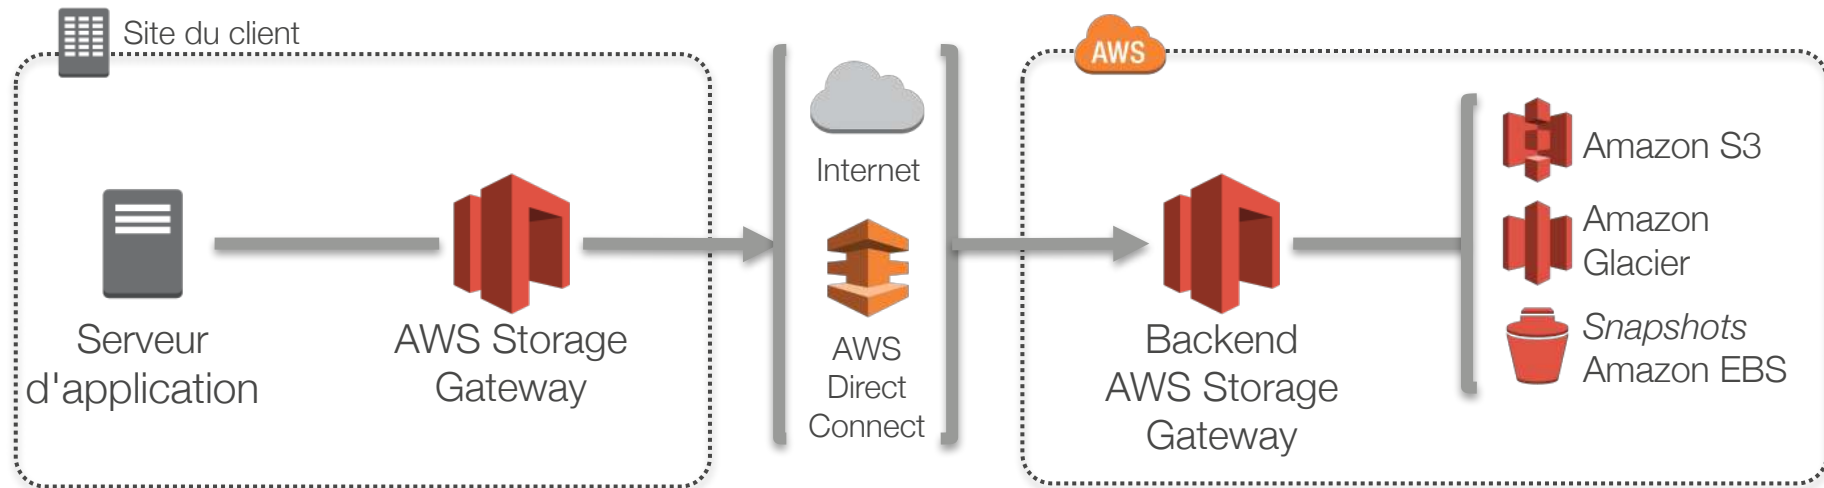 Site du client
AWS
Serveur
d'application
AWS Storage
Gateway
Internet
AWS
Direct
Connect
Backend
AWS Storage
Gateway
Amazon S3
Amazon
Glacier
Snapshots
Amazon EBS